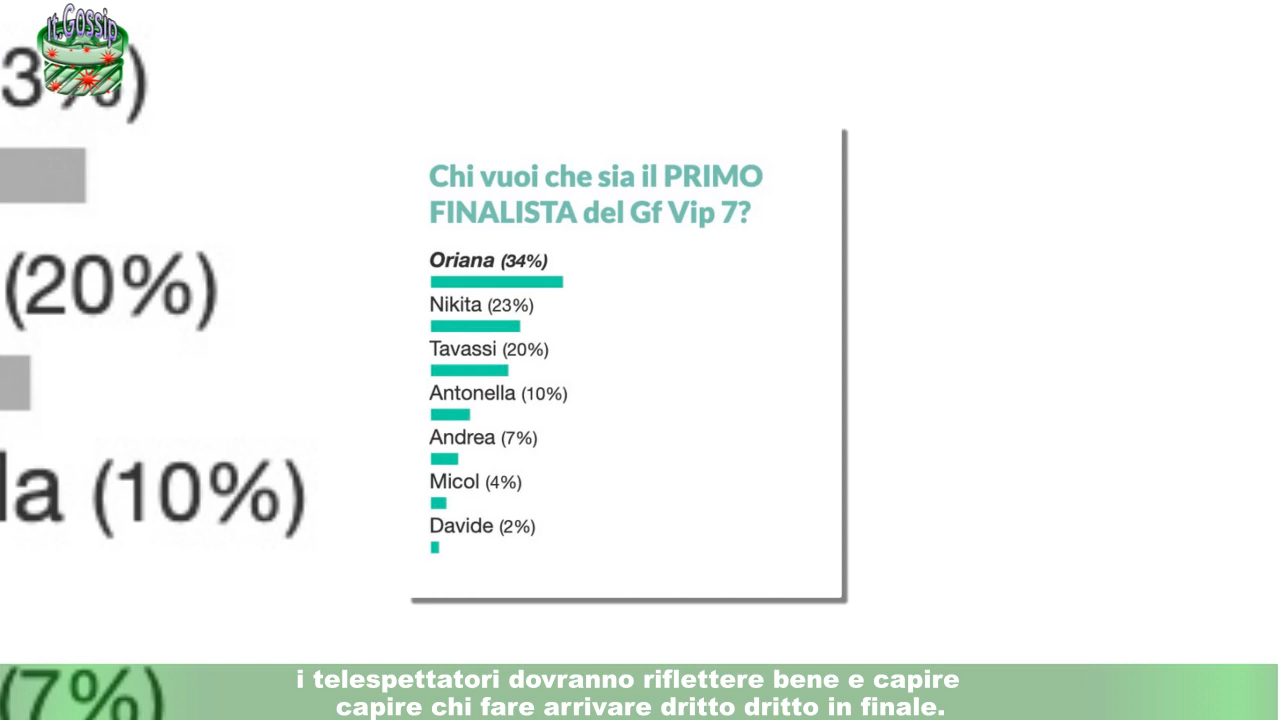 It.Gossip
3%)
(20%)
la (10%)
(7%)
Chi vuoi che sia il PRIMO
FINALISTA del Gf Vip 7?
Oriana (34%)
Nikita (23%)
Tavassi (20%)
Antonella (10%)
Andrea (7%)
Micol (4%)
Davide (2%)
i telespettatori dovranno riflettere bene e capire
capire chi fare arrivare dritto dritto in finale.